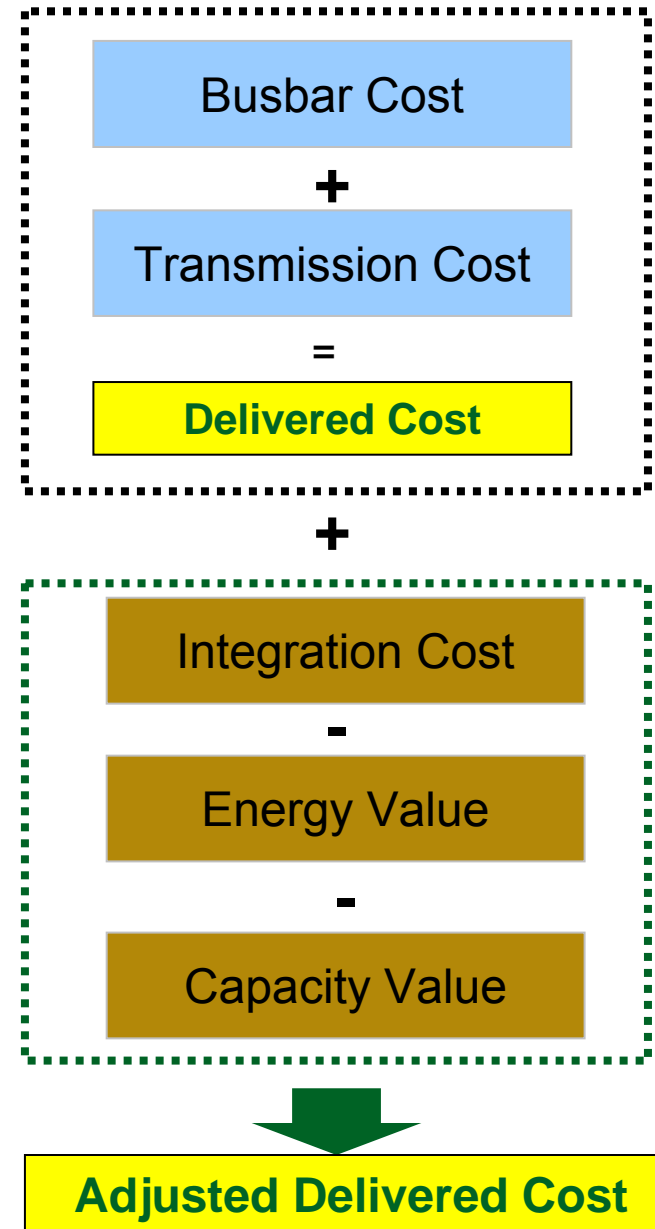 Busbar Cost
+
Transmission Cost
=
Delivered Cost
+
Integration Cost
-
Energy Value
-
Capacity Value
Adjusted Delivered Cost